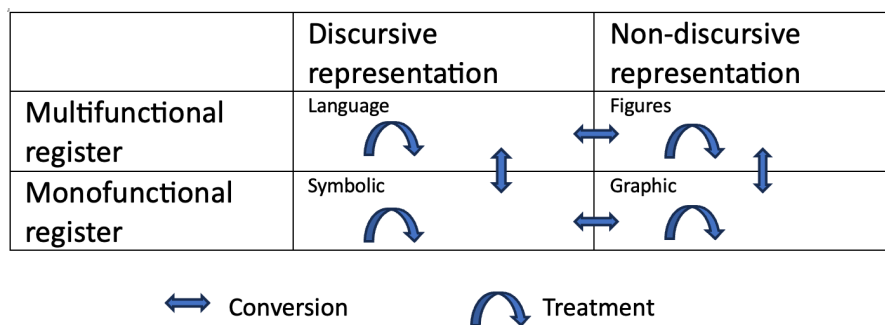 Discursive
representation
Non-discursive
representation
Multifunctional
register
Language
Figures
Monofunctional
register
Symbolic
Graphic
Conversion
Treatment